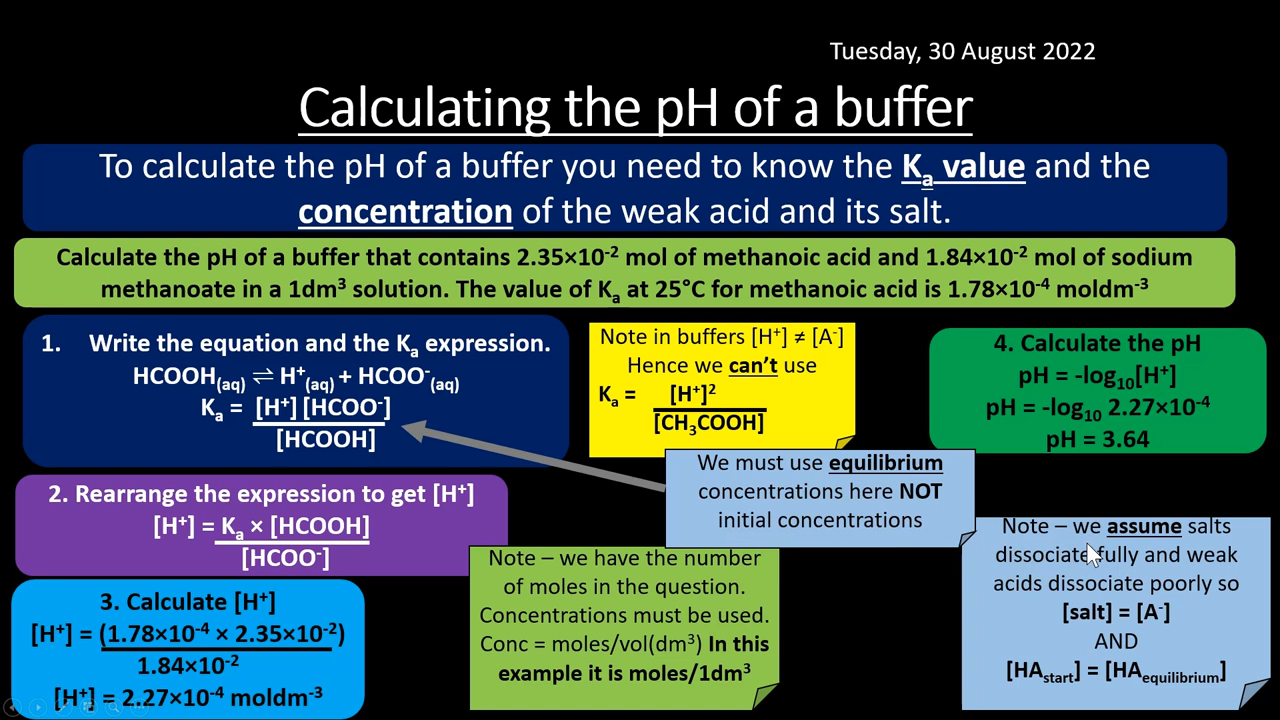 Tuesday, 30 August 2022
Calculating the pH of a buffer
To calculate the pH of a buffer you need to know the Kₐ value and the
concentration of the weak acid and its salt.
Calculate the pH of a buffer that contains 2.35×10⁻² mol of methanoic acid and 1.84×10⁻² mol of sodium
methanoate in a 1dm³ solution. The value of Kₐ at 25°C for methanoic acid is 1.78×10⁻⁴ moldm⁻³
1. Write the equation and the Kₐ expression.
HCOOH(aq) ⇌ H⁺(aq) + HCOO⁻(aq)
Kₐ = [H⁺] [HCOO⁻]
[HCOOH]
2. Rearrange the expression to get [H⁺]
[H⁺] = Kₐ × [HCOOH]
[HCOO⁻]
3. Calculate [H⁺]
[H⁺] = (1.78×10⁻⁴ × 2.35×10⁻²)
1.84×10⁻²
[H⁺] = 2.27×10⁻⁴ moldm⁻³
Note in buffers [H⁺] ≠ [A⁻]
Hence we can't use
Kₐ = [H⁺]²
[CH₃COOH]
We must use equilibrium
concentrations here NOT
initial concentrations
Note – we have the number
of moles in the question.
Concentrations must be used.
Conc = moles/vol(dm³) In this
example it is moles/1dm³
4. Calculate the pH
pH = -log₁₀[H⁺]
pH = -log₁₀ 2.27×10⁻⁴
pH = 3.64
Note – we assume salts
dissociate fully and weak
acids dissociate poorly so
[salt] = [A⁻]
AND
[HAstart] = [HAequilibrium]